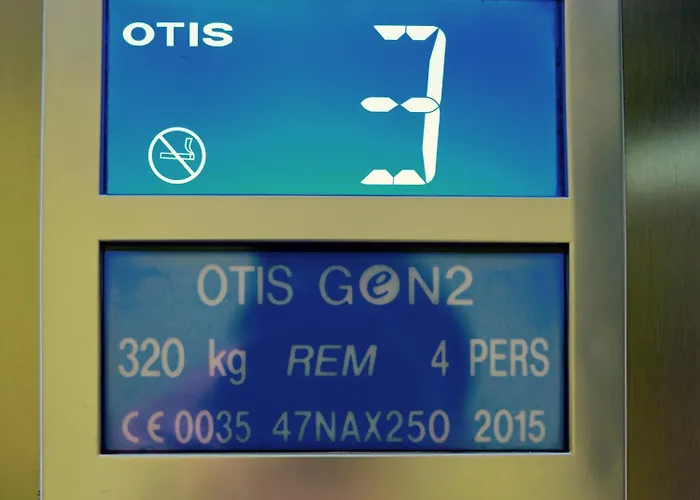 OTIS
3
OTIS GeN2
320 kg REM 4 PERS
CE 0035 47NAX250 2015